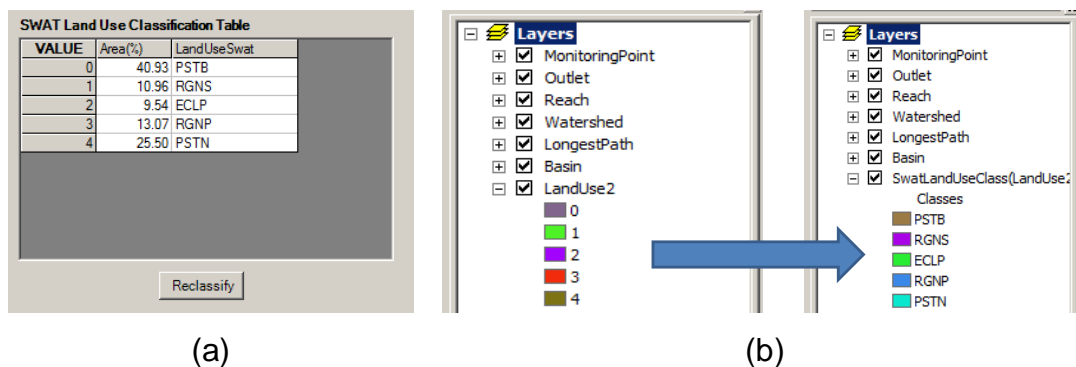 SWAT Land Use Classification Table
VALUE Area(%) LandUseSwat
0 40.93 PSTB
1 10.96 RGNS
2 9.54 ECLP
3 13.07 RGNP
4 25.50 PSTN
Reclassify
(a)
Layers
MonitoringPoint
Outlet
Reach
Watershed
LongestPath
Basin
LandUse2
0
1
2
3
4
Layers
MonitoringPoint
Outlet
Reach
Watershed
LongestPath
Basin
SwatLandUseClass(LandUse2
Classes
PSTB
RGNS
ECLP
RGNP
PSTN
(b)